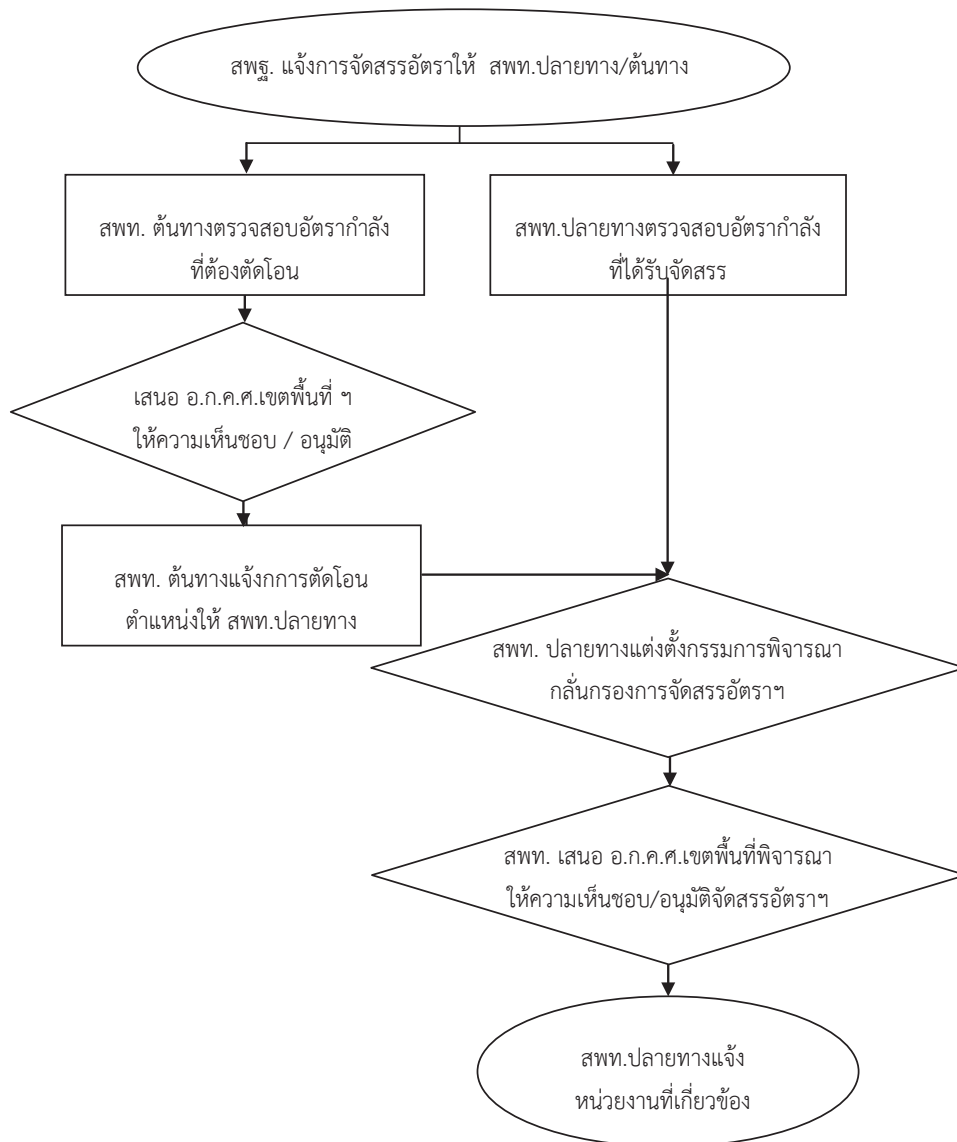 สพฐ. แจ้งการจัดสรรอัตราให้ สพท.ปลายทาง/ต้นทาง
สพท. ต้นทางตรวจสอบอัตรากำลัง
ที่ต้องตัดโอน
สพท.ปลายทางตรวจสอบอัตรากำลัง
ที่ได้รับจัดสรร
เสนอ อ.ก.ค.ศ.เขตพื้นที่ ฯ
ให้ความเห็นชอบ / อนุมัติ
สพท. ต้นทางแจ้งกการตัดโอน
ตำแหน่งให้ สพท.ปลายทาง
สพท. ปลายทางแต่งตั้งกรรมการพิจารณา
กลั่นกรองการจัดสรรอัตราฯ
สพท. เสนอ อ.ก.ค.ศ.เขตพื้นที่พิจารณา
ให้ความเห็นชอบ/อนุมัติจัดสรรอัตราฯ
สพท.ปลายทางแจ้ง
หน่วยงานที่เกี่ยวข้อง